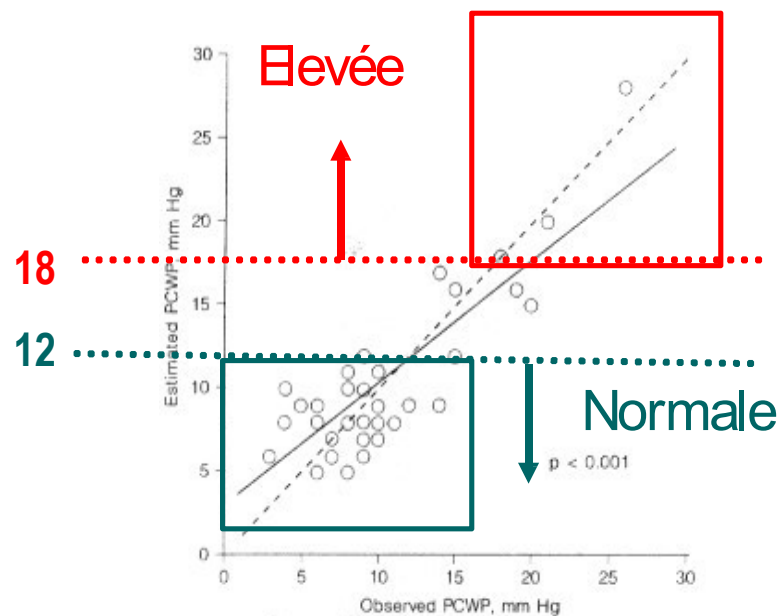 Elevée
18
12
Normale
p < 0.001
Estimated PCWP, mm Hg
30
25
20
15
10
5
0
0 5 10 15 20 25 30
Observed PCWP, mm Hg